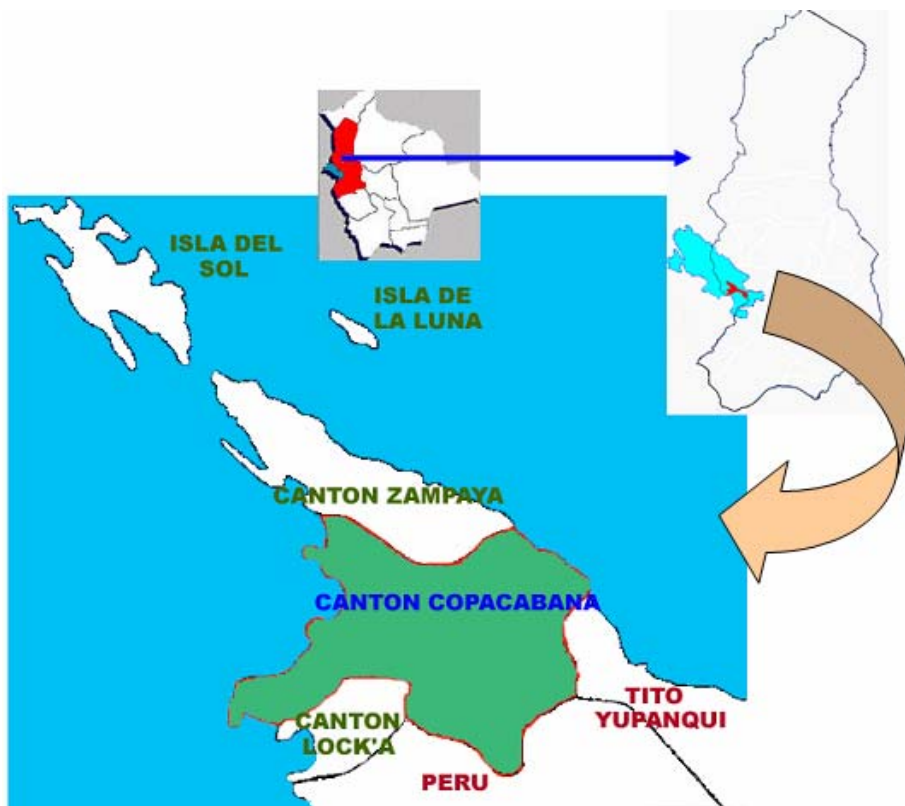 ISLA DEL
SOL
ISLA DE
LA LUNA
CANTON ZAMPAYA
CANTON COPACABANA
TITO
YUPANQUI
CANTON
LOCK'A
PERU